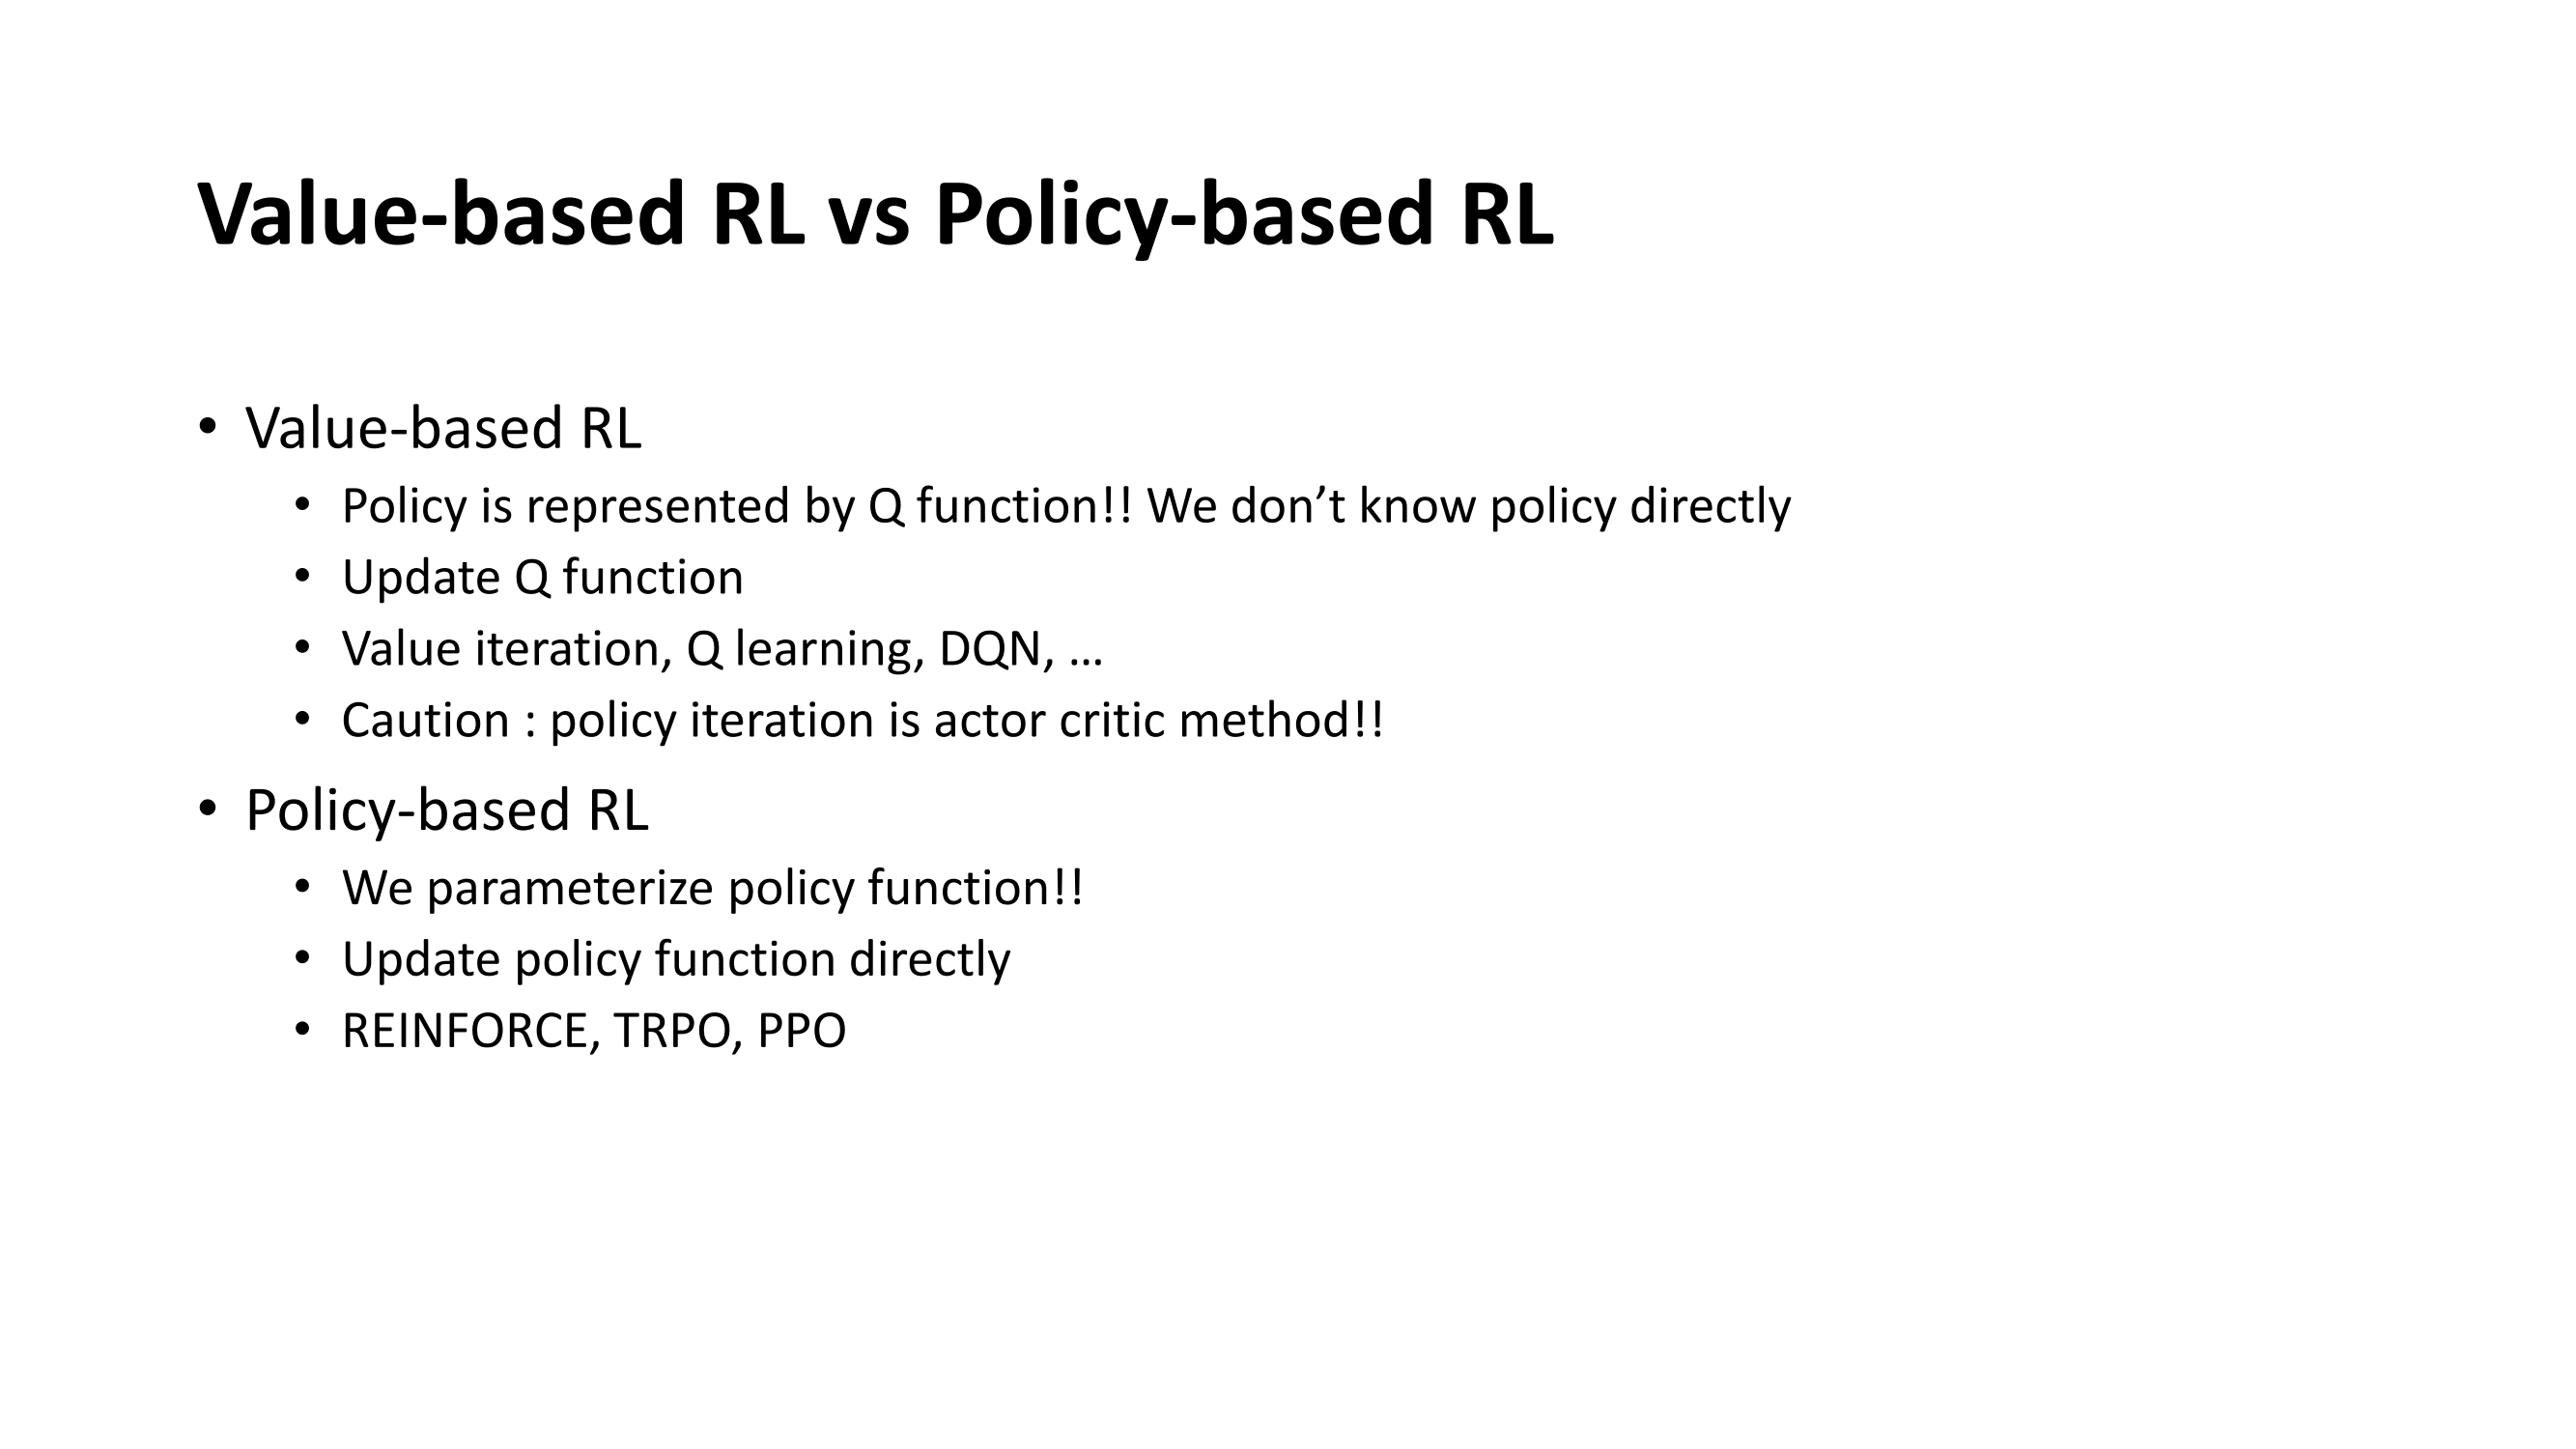 Value-based RL vs Policy-based RL
• Value-based RL
• Policy is represented by Q function!! We don’t know policy directly
• Update Q function
• Value iteration, Q learning, DQN, …
• Caution : policy iteration is actor critic method!!
• Policy-based RL
• We parameterize policy function!!
• Update policy function directly
• REINFORCE, TRPO, PPO